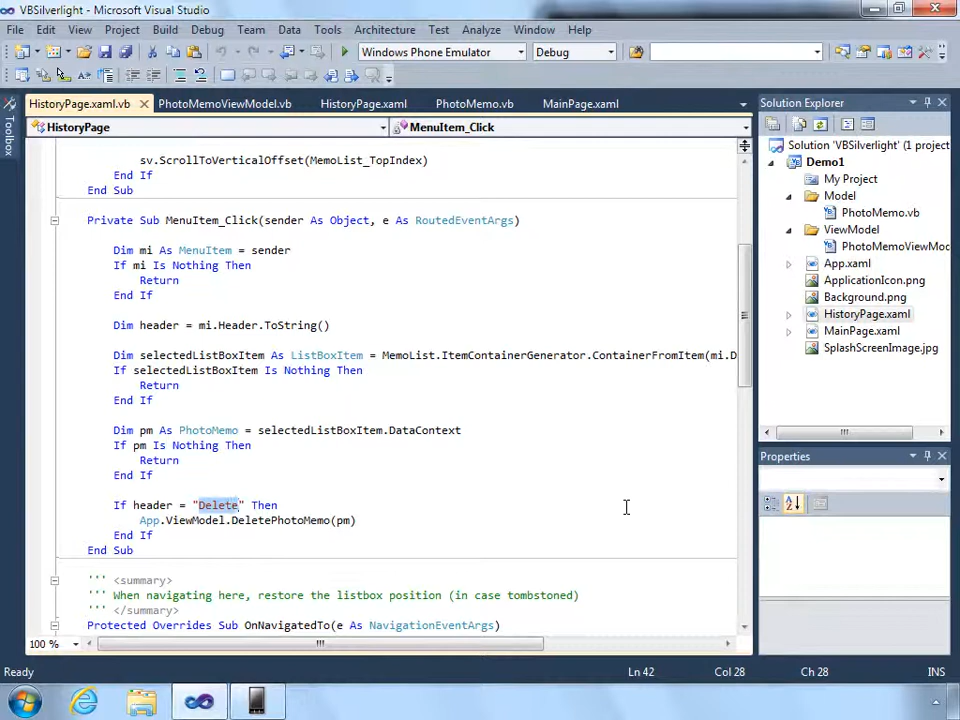 VBSilverlight - Microsoft Visual Studio
File Edit View Project Build Debug Team Data Tools Architecture Test Analyze Window Help
Windows Phone Emulator Debug
HistoryPage.xaml.vb PhotoMemoViewModel.vb HistoryPage.xaml PhotoMemo.vb MainPage.xaml
HistoryPage MenuItem_Click
Toolbox
sv.ScrollToVerticalOffset(MemoList_TopIndex)
End If
End Sub
Private Sub MenuItem_Click(sender As Object, e As RoutedEventArgs)
Dim mi As MenuItem = sender
If mi Is Nothing Then
Return
End If
Dim header = mi.Header.ToString()
Dim selectedListBoxItem As ListBoxItem = MemoList.ItemContainerGenerator.ContainerFromItem(mi.D
If selectedListBoxItem Is Nothing Then
Return
End If
Dim pm As PhotoMemo = selectedListBoxItem.DataContext
If pm Is Nothing Then
Return
End If
If header = "Delete" Then
App.ViewModel.DeletePhotoMemo(pm)
End If
End Sub
''' <summary>
''' When navigating here, restore the listbox position (in case tombstoned)
''' </summary>
Protected Overrides Sub OnNavigatedTo(e As NavigationEventArgs)
100 %
Solution Explorer
Solution 'VBSilverlight' (1 project
Demo1
My Project
Model
PhotoMemo.vb
ViewModel
PhotoMemoViewMod
App.xaml
ApplicationIcon.png
Background.png
HistoryPage.xaml
MainPage.xaml
SplashScreenImage.jpg
Properties
Ready Ln 42 Col 28 Ch 28 INS